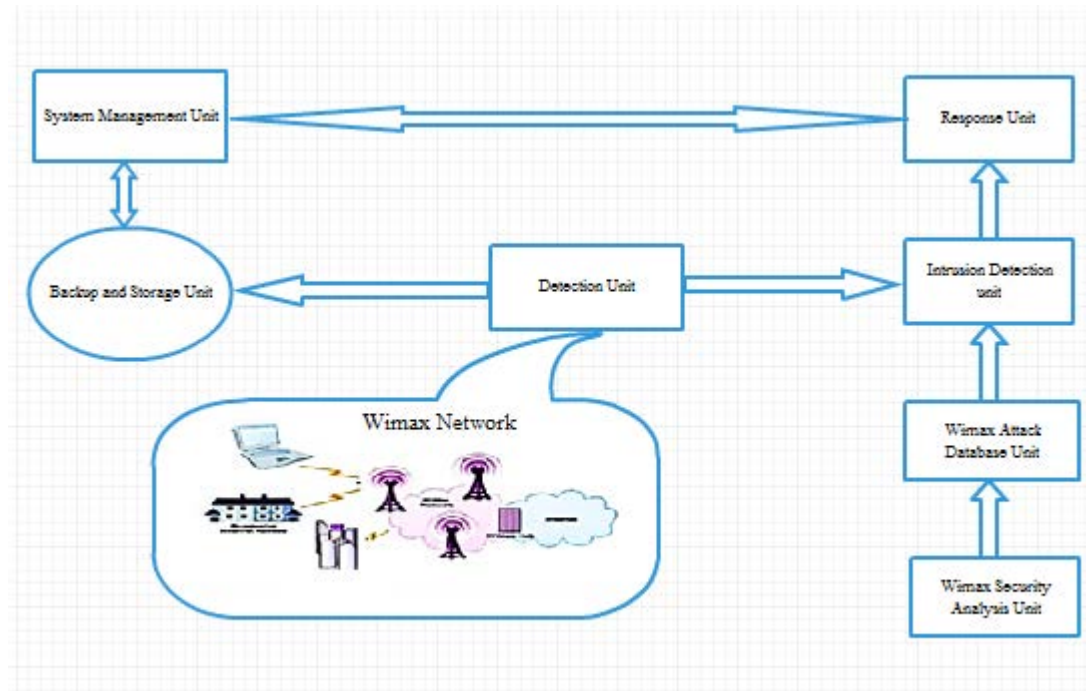 System Management Unit
Response Unit
Backup and Storage Unit
Detection Unit
Intrusion Detection
unit
Wimax Network
Wimax Attack
Database Unit
Wimax Security
Analysis Unit